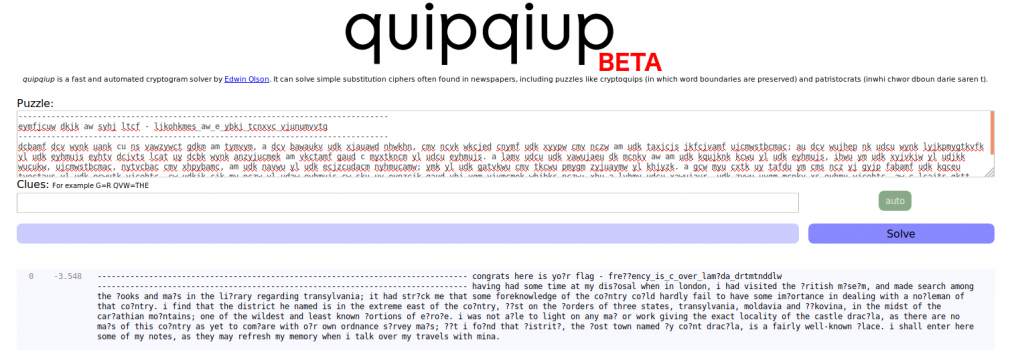 quipqiup
BETA
quipqiup is a fast and automated cryptogram solver by Edwin Olson. It can solve simple substitution ciphers often found in newspapers, including puzzles like cryptoquips (in which word boundaries are preserved) and patristocrats (inwhi chwor dboun darie saren t).
Puzzle:
--------------------------------------------------------------------------
eymfjcuw dkjk aw syhj ltcf - likohkmes_aw_e_ybkj_tcnxvc_vjunumvvtg
--------------------------------------------------------------------------
dcbamf dcv wynk uank cu ns vawzywct gdkm am tymvym, a dcv bawaukv udk xjauawd nhwkhn, cmv ncvk wkcjed cnymf udk xyypw cmv nczw am udk taxjcjs jkfcjvamf ujcmwstbcmac; au dcv wujhep nk udcu wynk lyjkpmygtkvfk
yl udk eyhmujs eyhtv dcjvts lcat uy dcbk wynk anzyjucmek am vkctamf gaud c myxtkncm yl udcu eyhmujs. a lamv udcu udk vawujaeu dk mcnky aw am udk kqujknk kcwu yl udk eyhmujs, ihwu ym udk xyjvkjw yl udjkk
wucukw, ujcmwstbcmac, nytvcbac cmv xhpybamc, am udk navwu yl udk ecjzcudacm nyhmucamw; ymk yl udk gatvkwu cmv tkcwu pmygm zyjuaymw yl khjyzk. a gcw myu cxtk uy tafdu ym cms ncz yj gyjp fabamf udk kqceu
Clues: For example G=R QVW=THE
auto
Solve
0 -3.548 -------------------------------------------------------------------------- congrats here is yo?r flag - fre??ency_is_c_over_lam?da_drtmtnddlw
-------------------------------------------------------------------------- having had some time at my dis?osal when in london, i had visited the ?ritish m?se?m, and made search among
the ?ooks and ma?s in the li?rary regarding transylvania; it had str?ck me that some foreknowledge of the co?ntry co?ld hardly fail to have some im?ortance in dealing with a no?leman of
that co?ntry. i find that the district he named is in the extreme east of the co?ntry, ??st on the ?orders of three states, transylvania, moldavia and ??kovina, in the midst of the
car?athian mo?ntains; one of the wildest and least known ?ortions of e?ro?e. i was not a?le to light on any ma? or work giving the exact locality of the castle drac?la, as there are no
ma?s of this co?ntry as yet to com?are with o?r own ordnance s?rvey ma?s; ??t i fo?nd that ?istrit?, the ?ost town named ?y co?nt drac?la, is a fairly well-known ?lace. i shall enter here
some of my notes, as they may refresh my memory when i talk over my travels with mina.